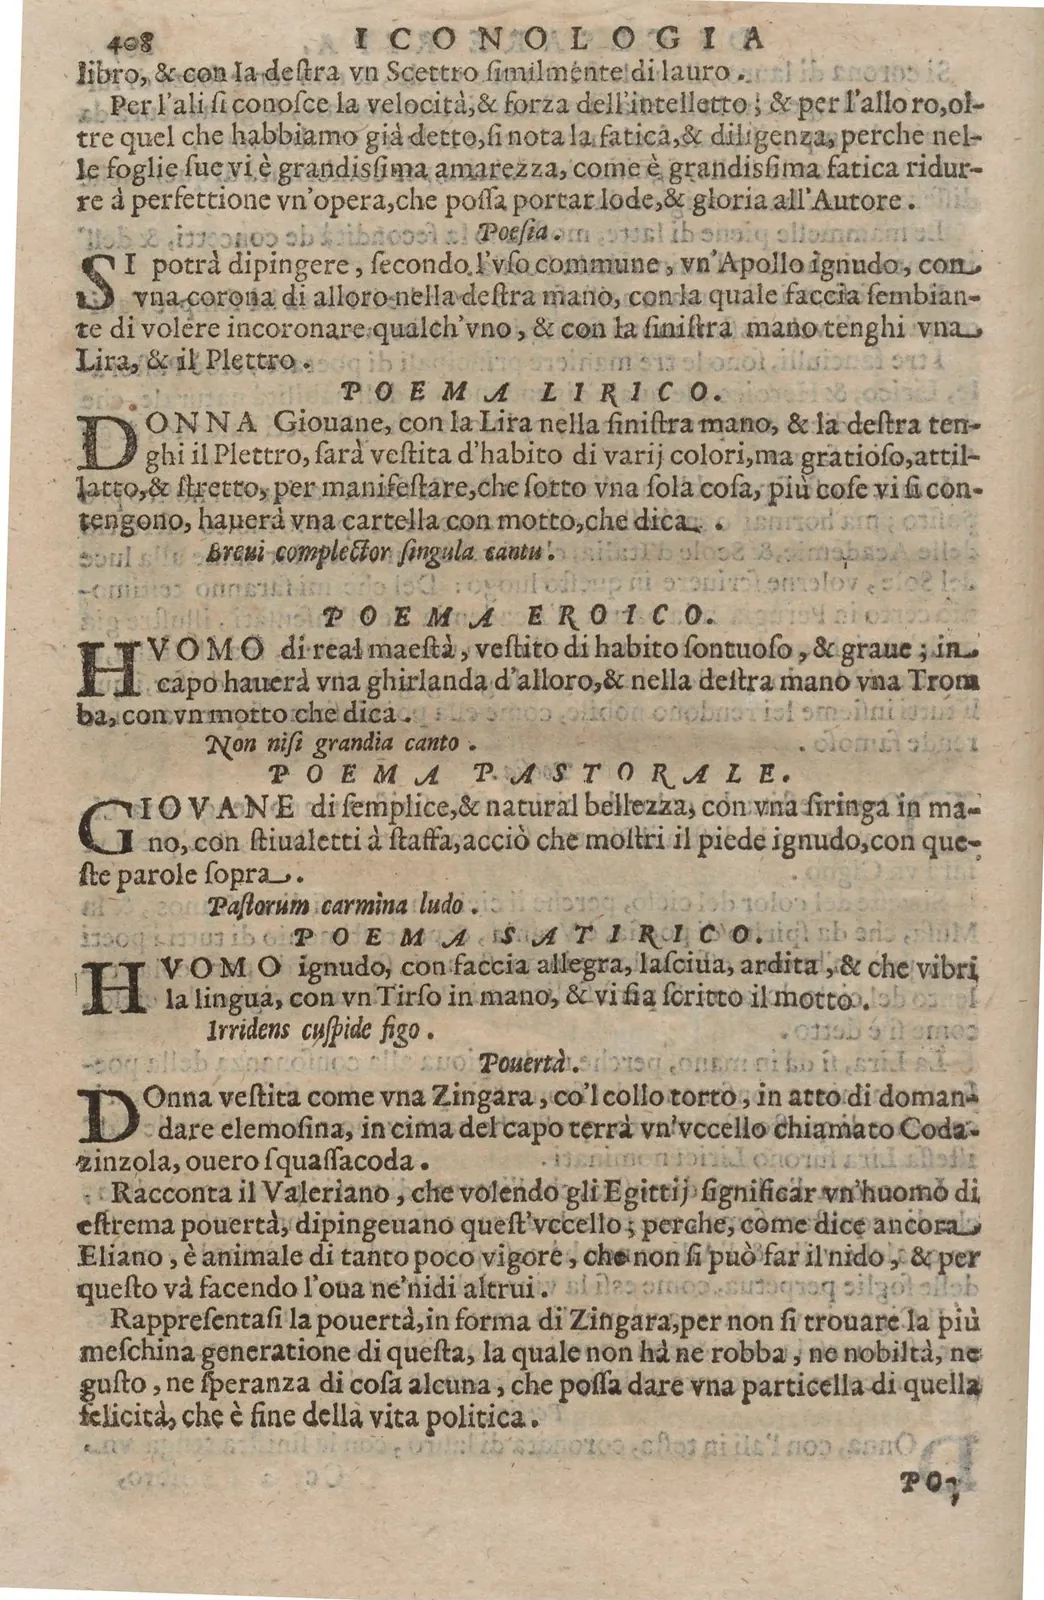 408 ICONOLOGIA
libro, & con la deſtra vn Scettro ſimilmente di lauro.
Per l'ali ſi conoſce la velocità, & forza dell'intelletto; & per l'alloro, ol-
tre quel che habbiamo già detto, ſi nota la fatica, & diligenza, perche nel-
le foglie ſue vi è grandiſſima amarezza, come è grandiſſima fatica ridur-
re à perfettione vn'opera, che poſſa portar lode, & gloria all'Autore.
Poeſia.
SI potrà dipingere, ſecondo l'vſo commune, vn'Apollo ignudo, con
vna corona di alloro nella deſtra mano, con la quale faccia ſembian-
te di volere incoronare qualch'vno, & con la ſiniſtra mano tenghi vna
Lira, & il Plettro.
POEMA LIRICO.
DONNA Giouane, con la Lira nella ſiniſtra mano, & la deſtra ten-
ghi il Plettro, ſarà veſtita d'habito di varij colori, ma gratioſo, attil-
latto, & ſtretto, per manifeſtare, che ſotto vna ſola coſa, più coſe vi ſi con-
tengono, hauerà vna cartella con motto, che dica.
Breui complector ſingula cantu.
POEMA EROICO.
HVOMO di real maeſtà, veſtito di habito ſontuoſo, & graue; in
capo hauerà vna ghirlanda d'alloro, & nella deſtra mano vna Trom
ba, con vn motto che dica.
Non niſi grandia canto.
POEMA PASTORALE.
GIOVANE di ſemplice, & natural bellezza, con vna ſiringa in ma-
no, con ſtiualetti à ſtaffa, acciò che moſtri il piede ignudo, con que-
ſte parole ſopra.
Paſtorum carmina ludo.
POEMA SATIRICO.
HVOMO ignudo, con faccia allegra, laſciua, ardita, & che vibri
la lingua, con vn Tirſo in mano, & vi ſia ſcritto il motto.
Irridens cuſpide figo.
Pouertà.
DOnna veſtita come vna Zingara, co'l collo torto, in atto di doman-
dare elemoſina, in cima del capo terrà vn'vccello chiamato Coda-
zinzola, ouero ſquaſſacoda.
Racconta il Valeriano, che volendo gli Egittij ſignificar vn'huomo di
eſtrema pouertà, dipingeuano queſt'vccello; perche, come dice ancora
Eliano, è animale di tanto poco vigore, che non ſi può far il nido, & per
queſto và facendo l'oua ne'nidi altrui.
Rappreſentaſi la pouertà, in forma di Zingara, per non ſi trouare la più
meſchina generatione di queſta, la quale non hà ne robba, ne nobiltà, ne
guſto, ne ſperanza di coſa alcuna, che poſſa dare vna particella di quella
felicità, che è fine della vita politica.
PO,